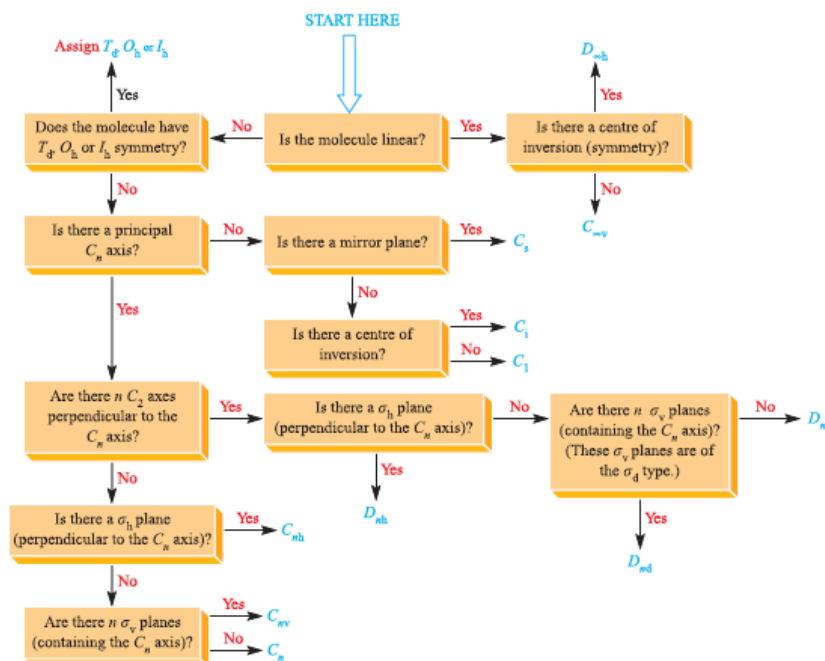 START HERE
Assign T_d, O_h or I_h
D_∞h
Yes
Yes
Does the molecule have
T_d, O_h or I_h symmetry?
No
Is the molecule linear?
Yes
Is there a centre of
inversion (symmetry)?
No
No
C_∞v
Is there a principal
C_n axis?
No
Is there a mirror plane?
Yes
C_s
No
Yes
Is there a centre of
inversion?
Yes
C_i
No
C_1
Are there n C_2 axes
perpendicular to the
C_n axis?
Yes
Is there a σ_h plane
(perpendicular to the C_n axis)?
No
Are there n σ_v planes
(containing the C_n axis)?
(These σ_v planes are of
the σ_d type.)
No
D_n
No
Yes
D_nh
Yes
D_nd
Is there a σ_h plane
(perpendicular to the C_n axis)?
Yes
C_nh
No
Are there n σ_v planes
(containing the C_n axis)?
Yes
C_nv
No
C_n